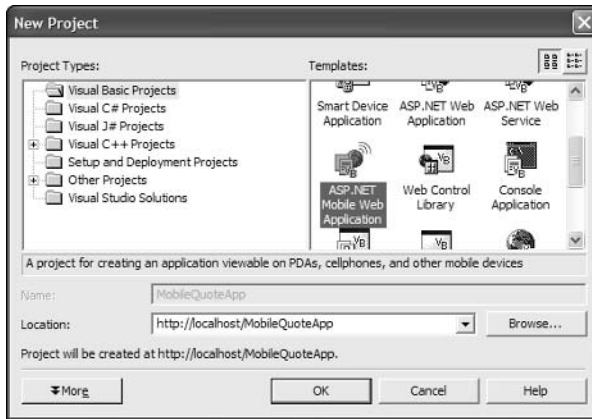 New Project
Project Types:
Templates:
Visual Basic Projects
Visual C# Projects
Visual J# Projects
Visual C++ Projects
Setup and Deployment Projects
Other Projects
Visual Studio Solutions
Smart Device Application
ASP.NET Web Application
ASP.NET Web Service
ASP.NET Mobile Web Application
Web Control Library
Console Application
A project for creating an application viewable on PDAs, cellphones, and other mobile devices
Name:
MobileQuoteApp
Location:
http://localhost/MobileQuoteApp
Browse...
Project will be created at http://localhost/MobileQuoteApp.
More
OK
Cancel
Help